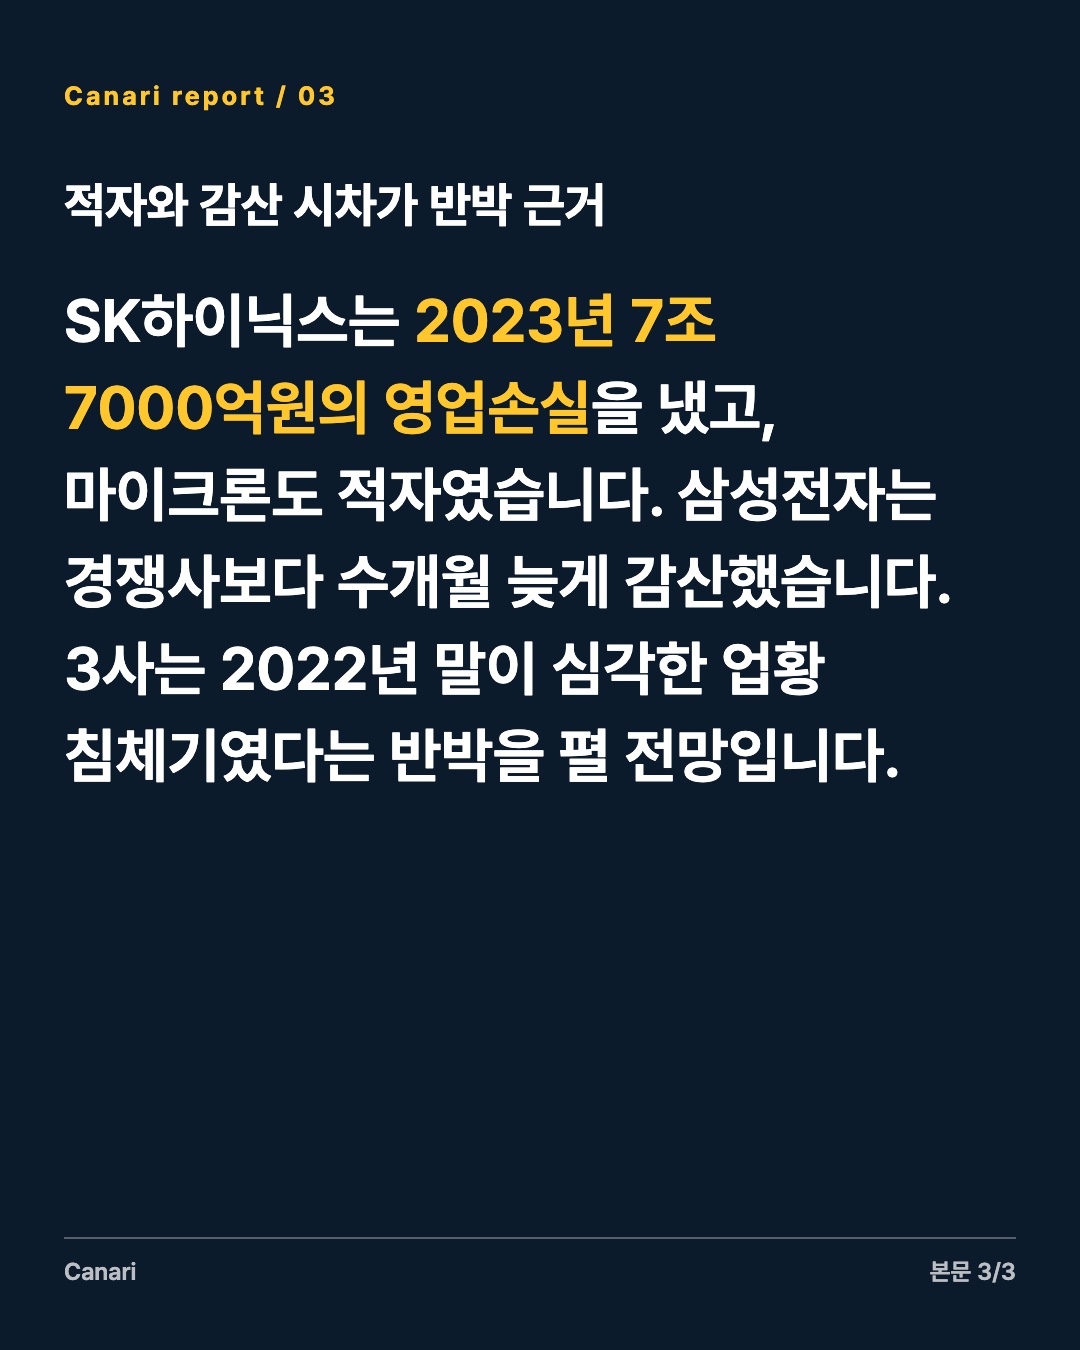 Canari report / 03
적자와 감산 시차가 반박 근거
SK하이닉스는 2023년 7조
7000억원의 영업손실을 냈고,
마이크론도 적자였습니다. 삼성전자는
경쟁사보다 수개월 늦게 감산했습니다.
3사는 2022년 말이 심각한 업황
침체기였다는 반박을 펼 전망입니다.
Canari
본문 3/3